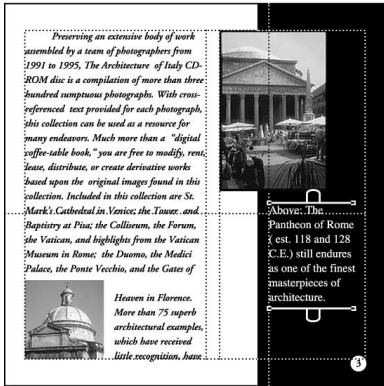 Preserving an extensive body of work
assembled by a team of photographers from
1991 to 1995, The Architecture of Italy CD-
ROM disc is a compilation of more than three
hundred sumptuous photographs. With cross-
referenced text provided for each photograph,
this collection can be used as a resource for
many endeavors. Much more than a "digital
coffee-table book," you are free to modify, rent,
lease, distribute, or create derivative works
based upon the original images found in this
collection. Included in this collection are St.
Mark's Cathedral in Venice; the Tower and
Baptistry at Pisa; the Colliseum, the Forum,
the Vatican, and highlights from the Vatican
Museum in Rome; the Duomo, the Medici
Palace, the Ponte Vecchio, and the Gates of
Heaven in Florence.
More than 75 superb
architectural examples,
which have received
little recognition, have
Above: The
Pantheon of Rome
( est. 118 and 128
C.E.) still endures
as one of the finest
masterpieces of
architecture.
3